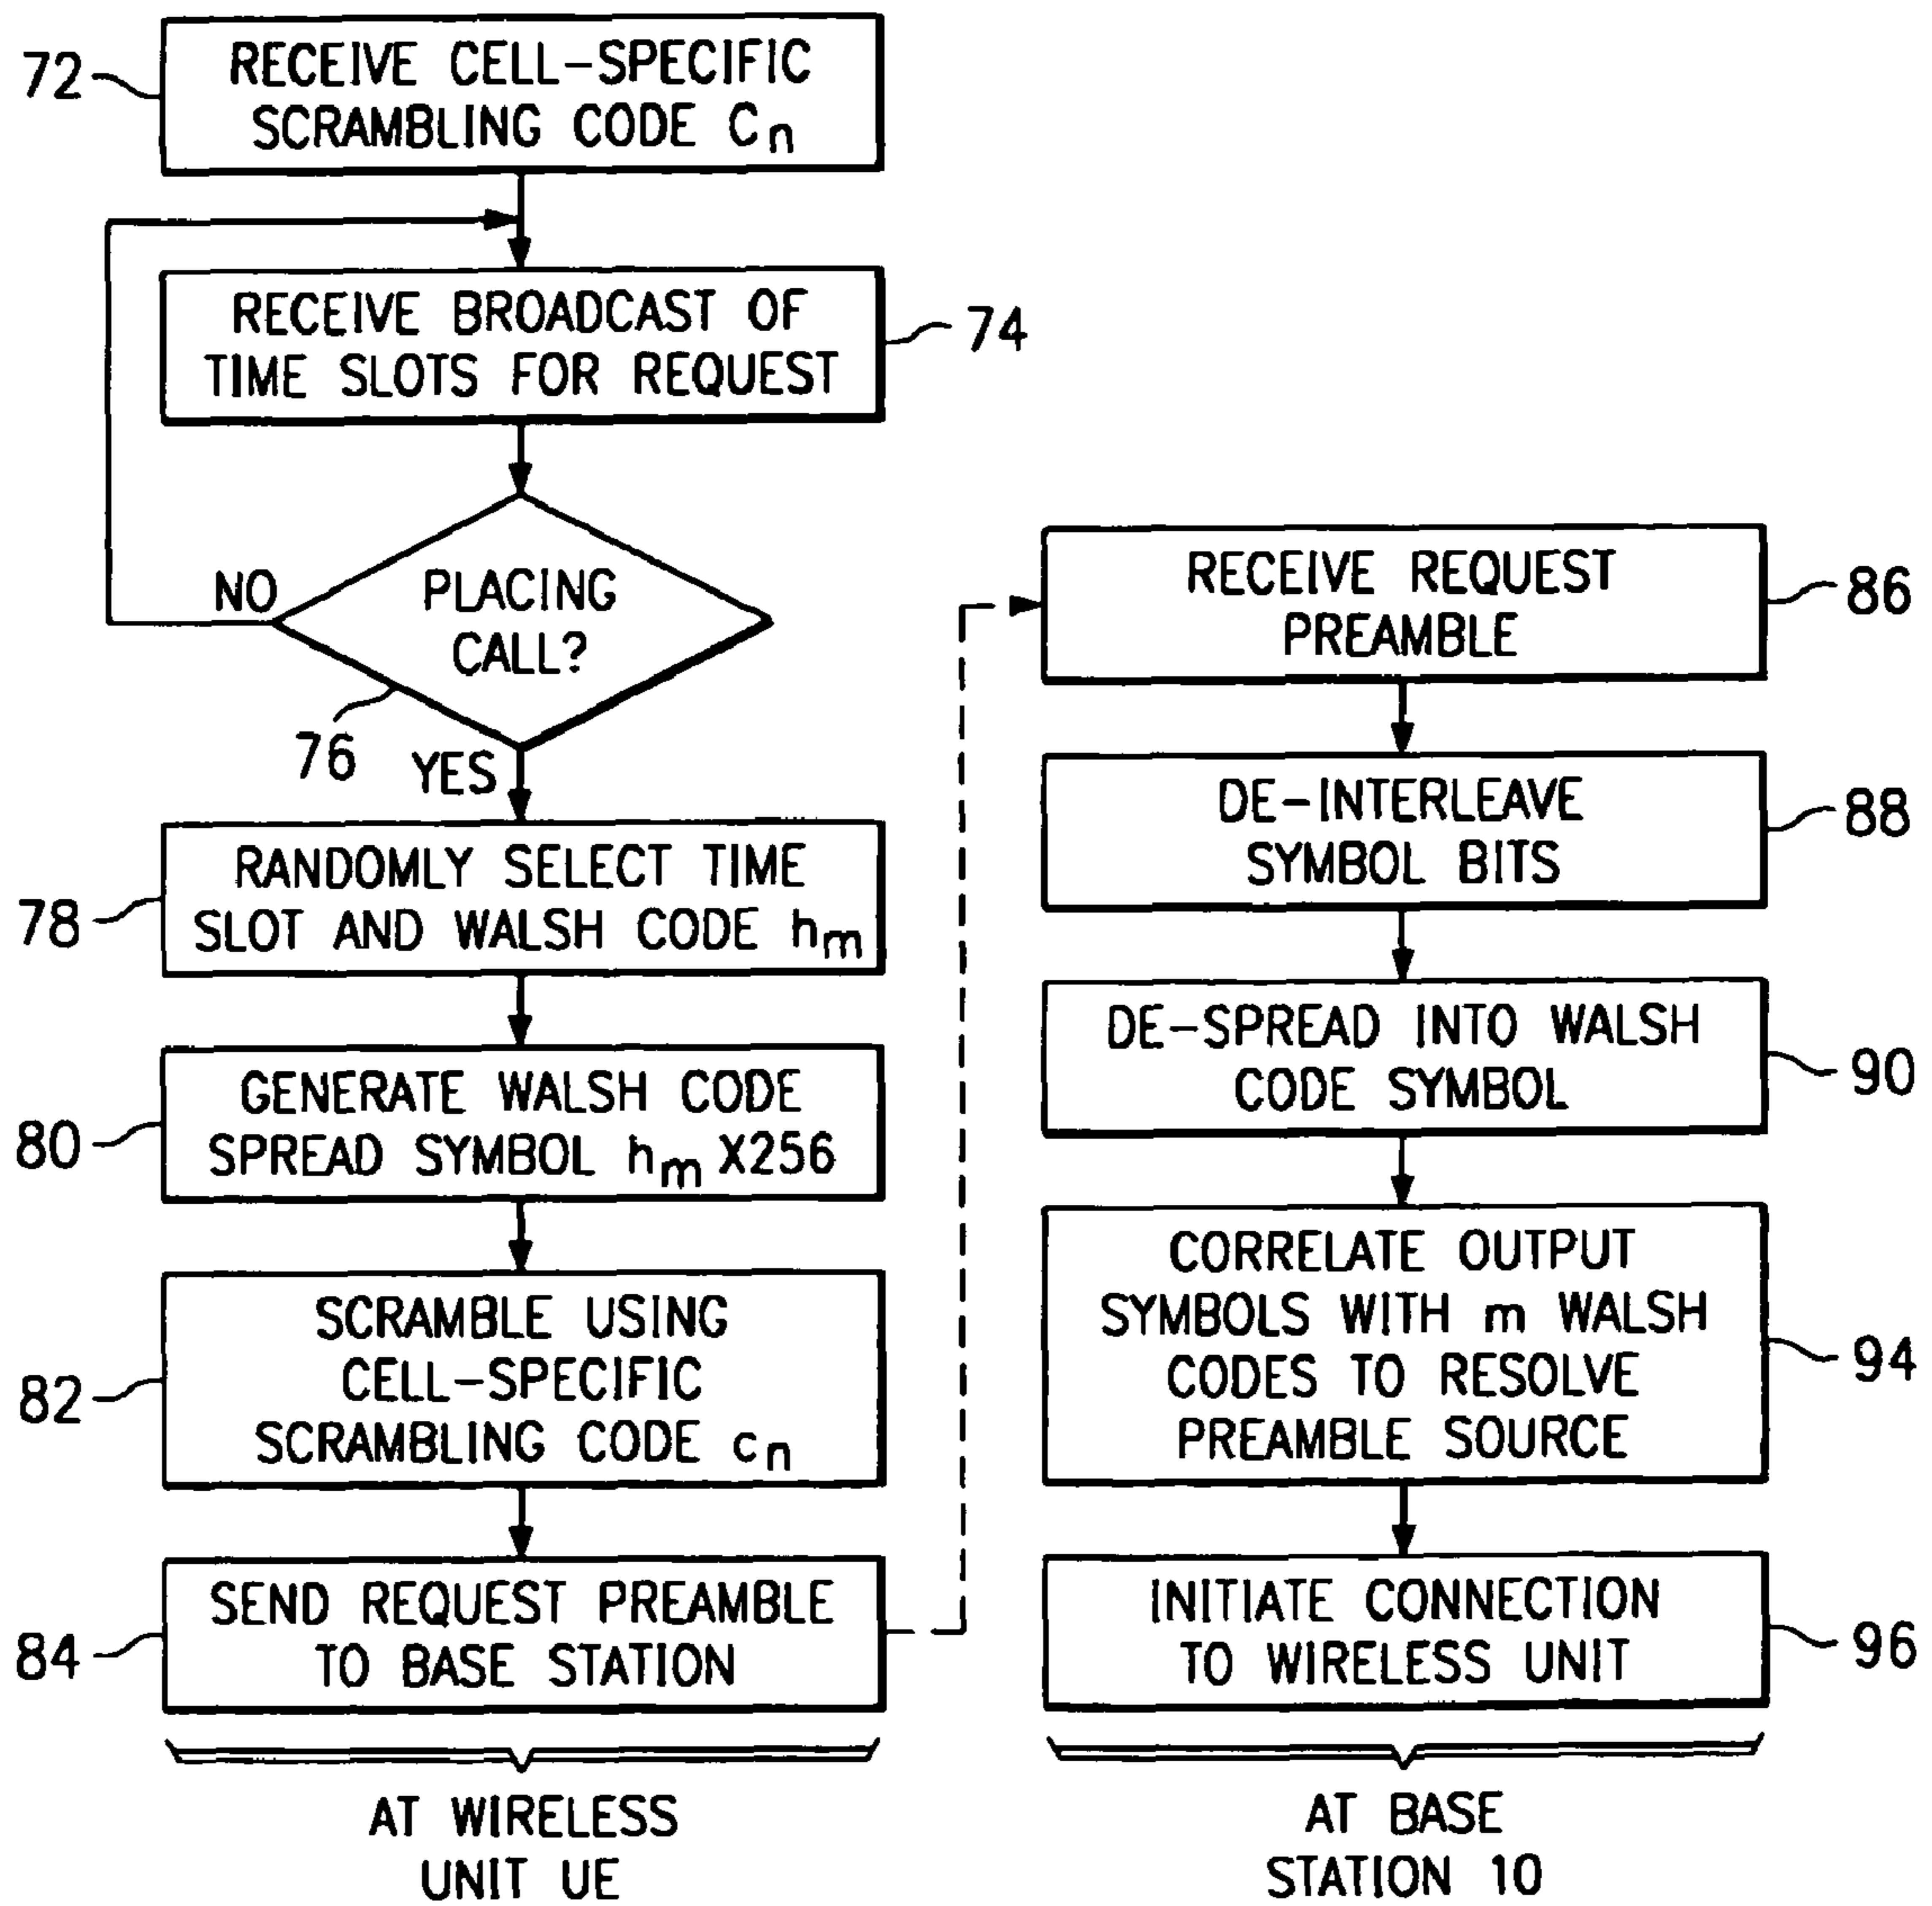 72
RECEIVE CELL-SPECIFIC
SCRAMBLING CODE Cn
RECEIVE BROADCAST OF
TIME SLOTS FOR REQUEST
74
NO
PLACING
CALL?
76
YES
78
RANDOMLY SELECT TIME
SLOT AND WALSH CODE hm
80
GENERATE WALSH CODE
SPREAD SYMBOL hm X256
82
SCRAMBLE USING
CELL-SPECIFIC
SCRAMBLING CODE cn
84
SEND REQUEST PREAMBLE
TO BASE STATION
AT WIRELESS
UNIT UE
RECEIVE REQUEST
PREAMBLE
86
DE-INTERLEAVE
SYMBOL BITS
88
DE-SPREAD INTO WALSH
CODE SYMBOL
90
CORRELATE OUTPUT
SYMBOLS WITH m WALSH
CODES TO RESOLVE
PREAMBLE SOURCE
94
INITIATE CONNECTION
TO WIRELESS UNIT
96
AT BASE
STATION 10